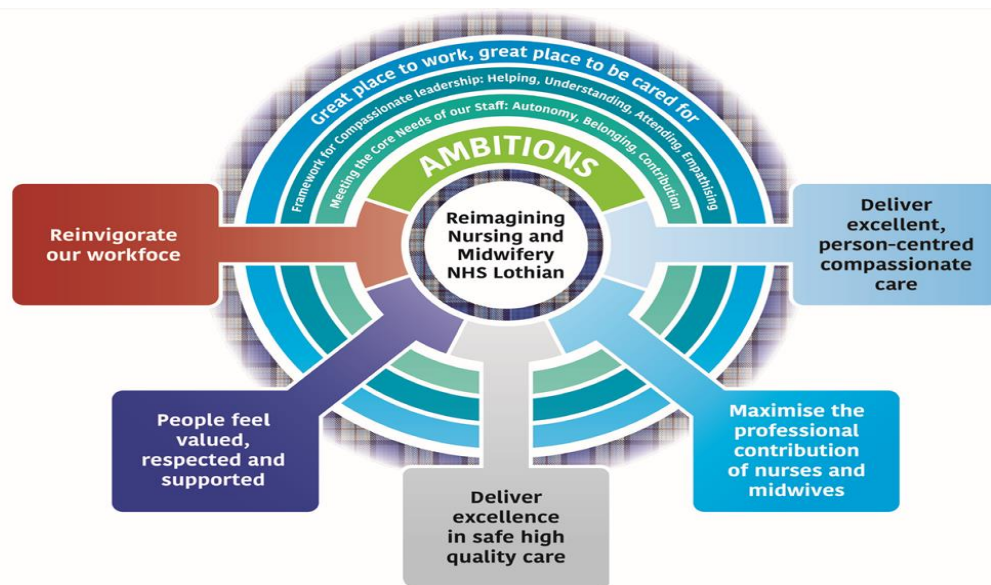 Great place to work, great place to be cared for
Framework for Compassionate leadership: Helping, Understanding, Attending, Empathising
Meeting the Core Needs of our Staff: Autonomy, Belonging, Contribution
AMBITIONS
Reimagining
Nursing and
Midwifery
NHS Lothian
Reinvigorate
our workfoce
People feel
valued,
respected and
supported
Deliver
excellence
in safe high
quality care
Maximise the
professional
contribution
of nurses and
midwives
Deliver
excellent,
person-centred
compassionate
care